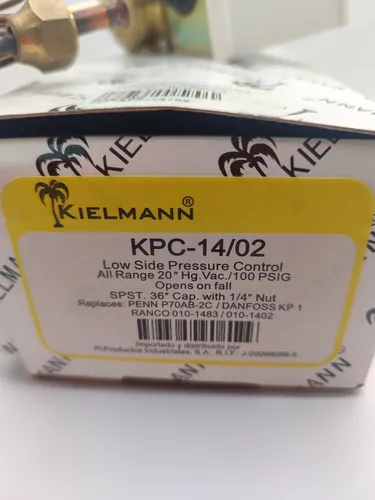 KIELMANN
KIELMANN®
KPC-14/02
Low Side Pressure Control
All Range 20" Hg.Vac./100 PSIG
Opens on fall
SPST. 36" Cap. with 1/4" Nut
Replaces: PENN P70AB-2C / DANFOSS KP-1
RANCO 010-1483 / 010-1402
Importado y distribuido por
P.I.Productos Industriales, S.A., R.I.F.